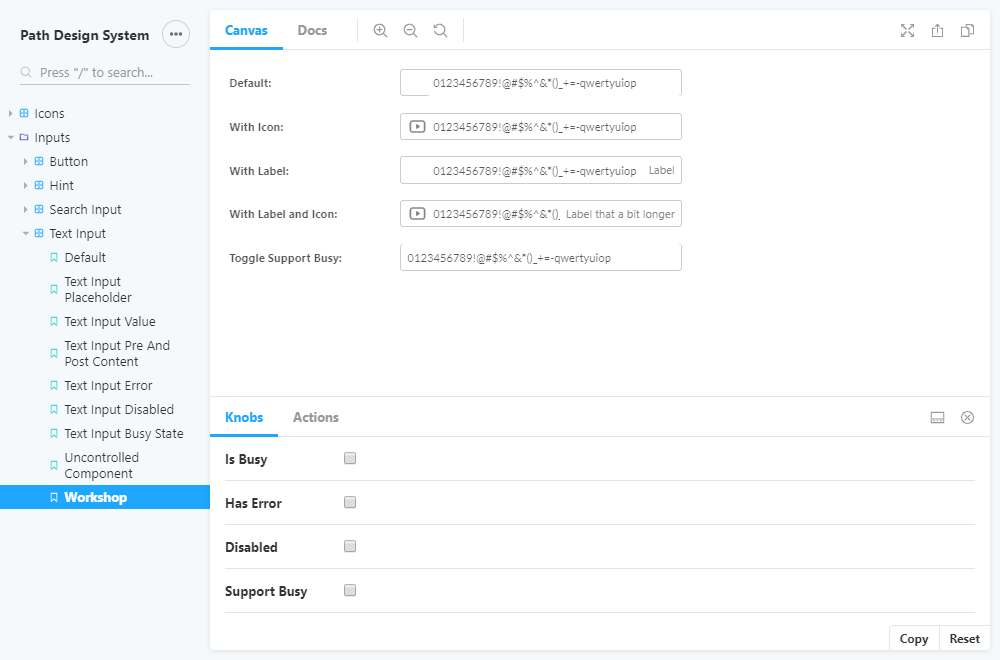 Path Design System
Press "/" to search...
Icons
Inputs
Button
Hint
Search Input
Text Input
Default
Text Input
Placeholder
Text Input Value
Text Input Pre And
Post Content
Text Input Error
Text Input Disabled
Text Input Busy State
Uncontrolled
Component
Workshop
Canvas Docs
Default: 0123456789!@#$%^&*()_+=-qwertyuiop
With Icon: 0123456789!@#$%^&*()_+=-qwertyuiop
With Label: 0123456789!@#$%^&*()_+=-qwertyuiop Label
With Label and Icon: 0123456789!@#$%^&*()_ Label that a bit longer
Toggle Support Busy: 0123456789!@#$%^&*()_+=-qwertyuiop
Knobs Actions
Is Busy
Has Error
Disabled
Support Busy
Copy Reset